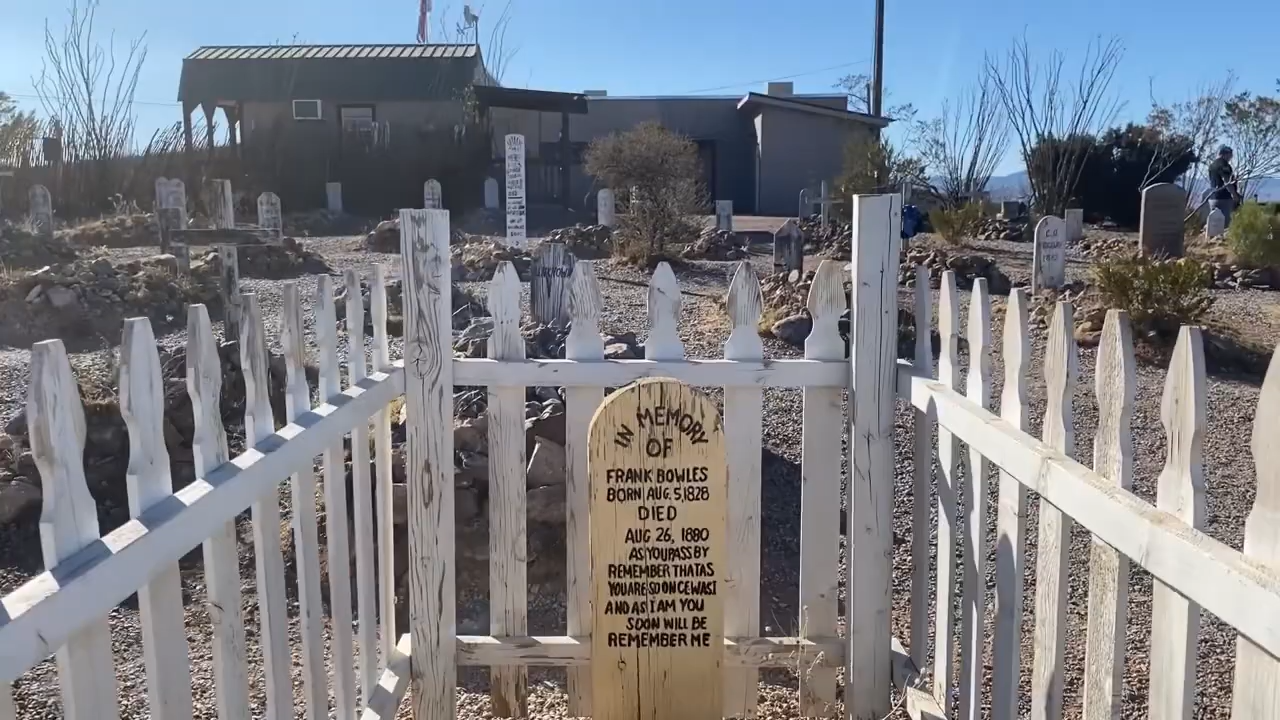 UNKNOWN
IN MEMORY
OF
FRANK BOWLES
BORN AUG. 5, 1828
DIED
AUG 26, 1880
AS YOU PASS BY
REMEMBER THAT AS
YOU ARE SO ONCE WAS I
AND AS I AM YOU
SOON WILL BE
REMEMBER ME